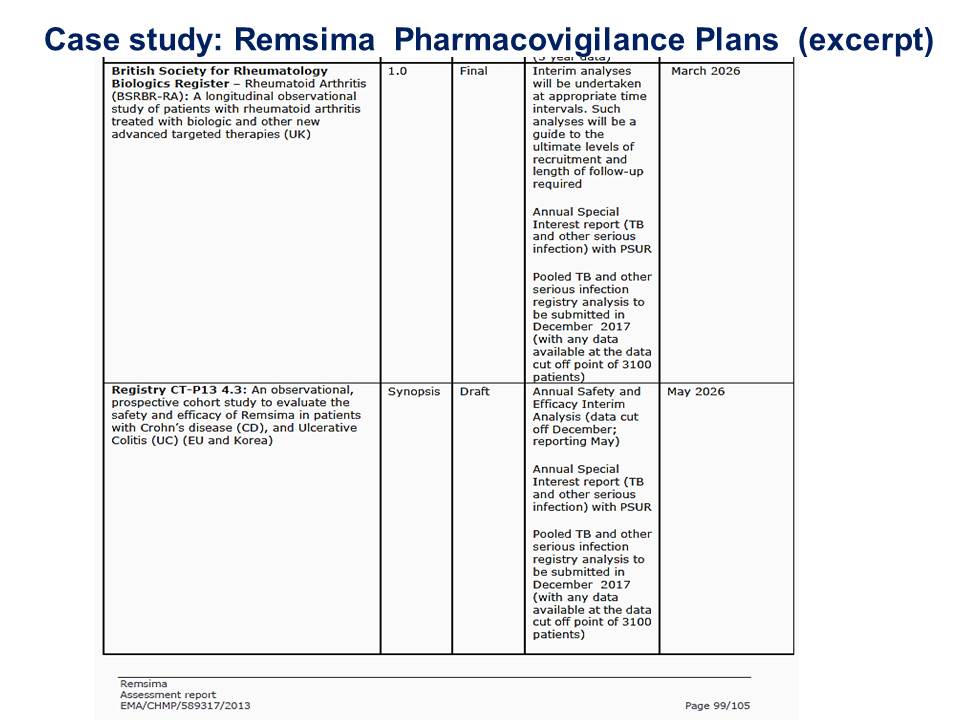 Case study: Remsima Pharmacovigilance Plans (excerpt)
(5 year data)
British Society for Rheumatology
Biologics Register – Rheumatoid Arthritis
(BSRBR-RA): A longitudinal observational
study of patients with rheumatoid arthritis
treated with biologic and other new
advanced targeted therapies (UK)
1.0
Final
Interim analyses
will be undertaken
at appropriate time
intervals. Such
analyses will be a
guide to the
ultimate levels of
recruitment and
length of follow-up
required
Annual Special
Interest report (TB
and other serious
infection) with PSUR
Pooled TB and other
serious infection
registry analysis to
be submitted in
December 2017
(with any data
available at the data
cut off point of 3100
patients)
March 2026
Registry CT-P13 4.3: An observational,
prospective cohort study to evaluate the
safety and efficacy of Remsima in patients
with Crohn’s disease (CD), and Ulcerative
Colitis (UC) (EU and Korea)
Synopsis
Draft
Annual Safety and
Efficacy Interim
Analysis (data cut
off December;
reporting May)
Annual Special
Interest report (TB
and other serious
infection) with PSUR
Pooled TB and other
serious infection
registry analysis to
be submitted in
December 2017
(with any data
available at the data
cut off point of 3100
patients)
May 2026
Remsima
Assessment report
EMA/CHMP/589317/2013
Page 99/105